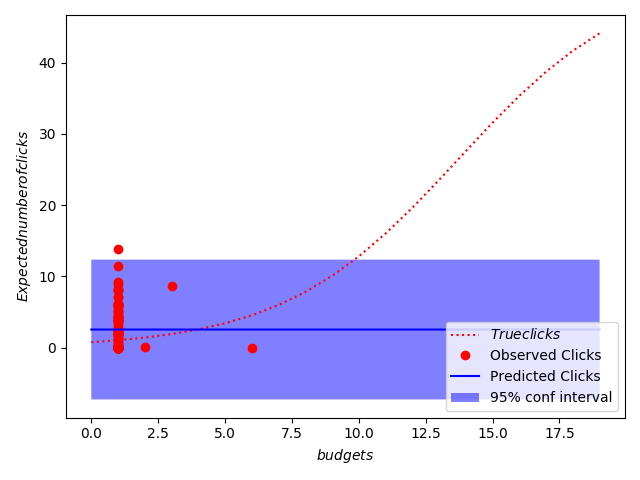 40
30
20
10
0
Expectednumberofclicks
0.0 2.5 5.0 7.5 10.0 12.5 15.0 17.5
budgets
Trueclicks
Observed Clicks
Predicted Clicks
95% conf interval